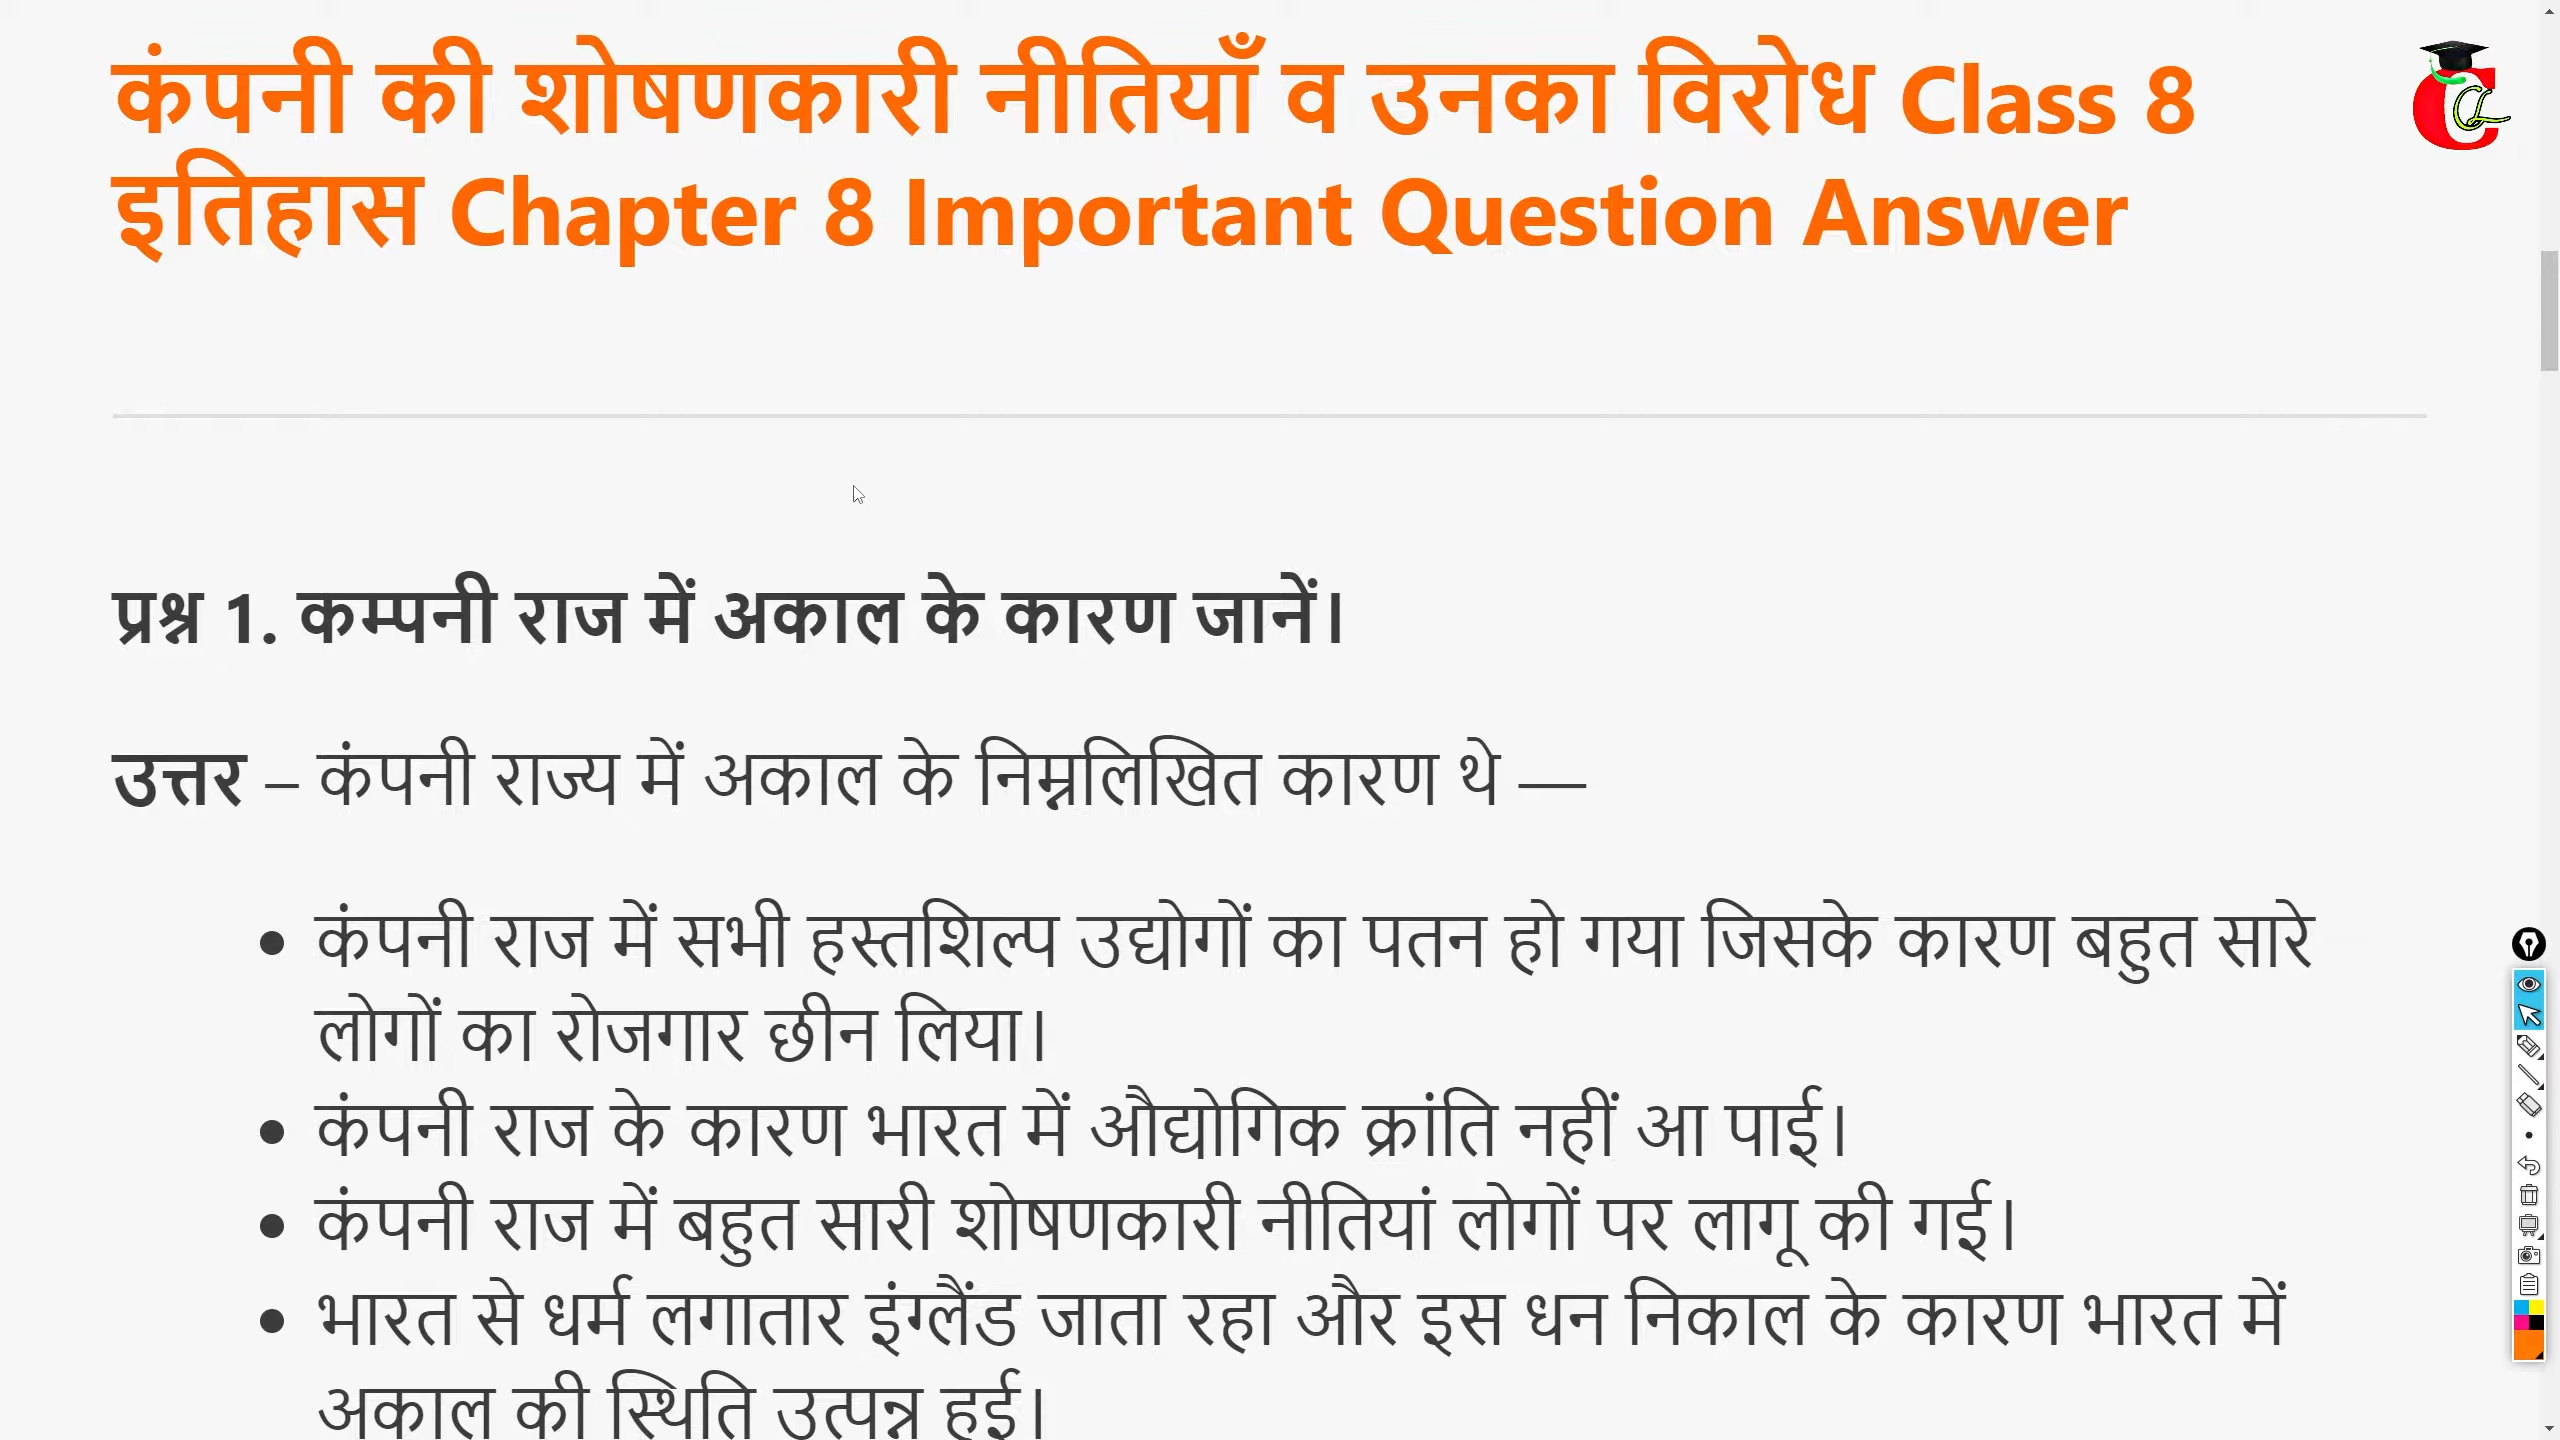 कंपनी की शोषणकारी नीतियाँ व उनका विरोध Class 8
इतिहास Chapter 8 Important Question Answer
प्रश्न 1. कम्पनी राज में अकाल के कारण जानें।
उत्तर – कंपनी राज्य में अकाल के निम्नलिखित कारण थे —
• कंपनी राज में सभी हस्तशिल्प उद्योगों का पतन हो गया जिसके कारण बहुत सारे
लोगों का रोजगार छीन लिया।
• कंपनी राज के कारण भारत में औद्योगिक क्रांति नहीं आ पाई।
• कंपनी राज में बहुत सारी शोषणकारी नीतियां लोगों पर लागू की गई।
• भारत से धर्म लगातार इंग्लैंड जाता रहा और इस धन निकाल के कारण भारत में
अकाल की स्थिति उत्पन्न हुई।